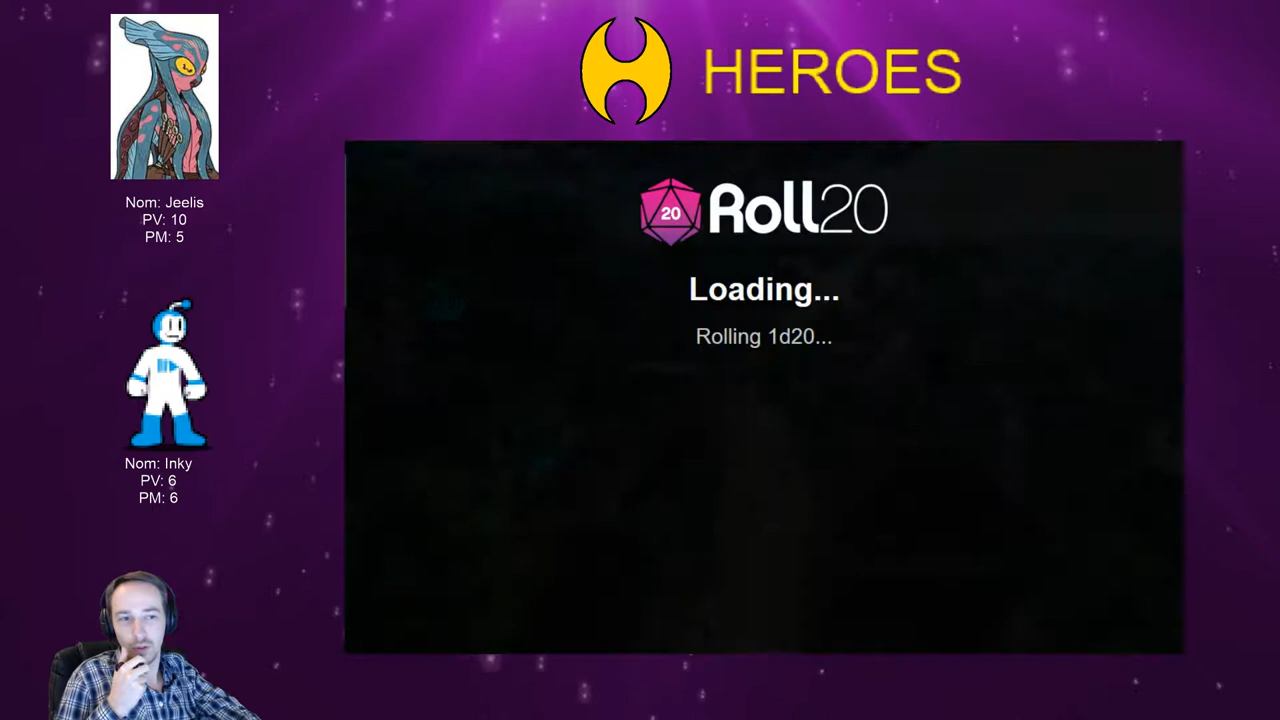 HEROES
Nom: Jeelis
PV: 10
PM: 5
20 Roll20
Loading...
Rolling 1d20...
Nom: Inky
PV: 6
PM: 6